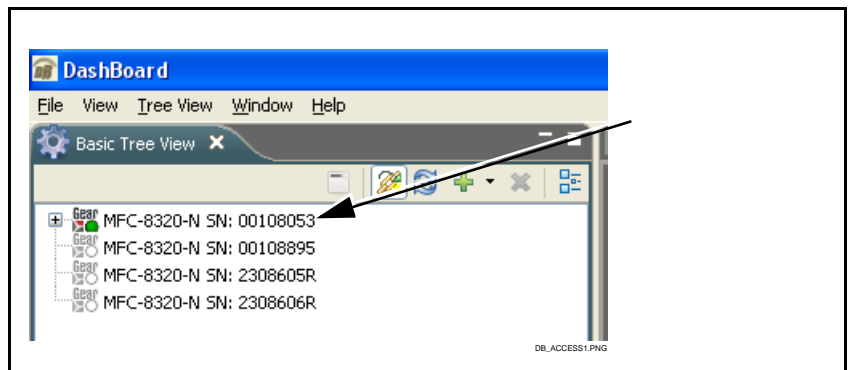 DashBoard
File View Tree View Window Help
Basic Tree View
Gear MFC-8320-N SN: 00108053
Gear MFC-8320-N SN: 00108895
Gear MFC-8320-N SN: 2308605R
Gear MFC-8320-N SN: 2308606R
DB_ACCESS1.PNG